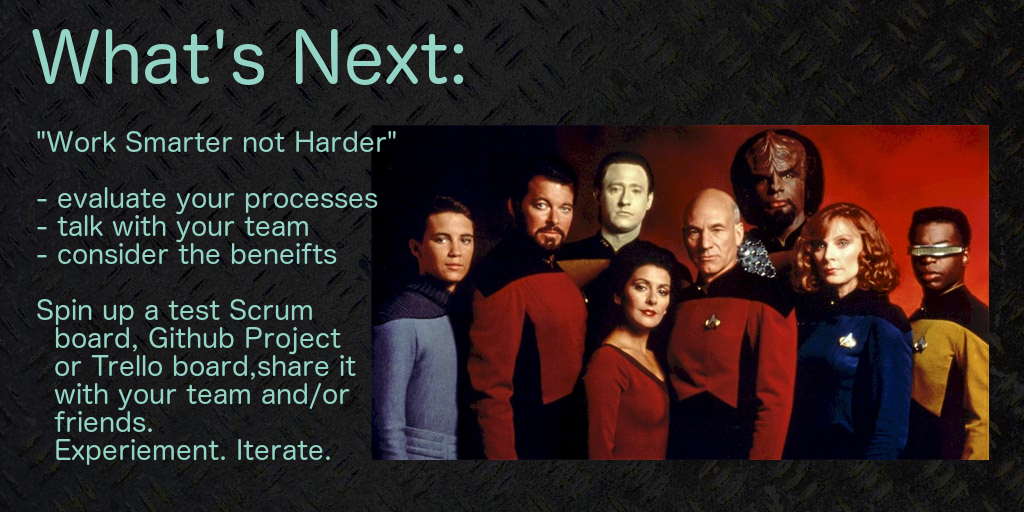 What's Next:
"Work Smarter not Harder"
- evaluate your processes
- talk with your team
- consider the beneifts
Spin up a test Scrum
board, Github Project
or Trello board,share it
with your team and/or
friends.
Experiement. Iterate.